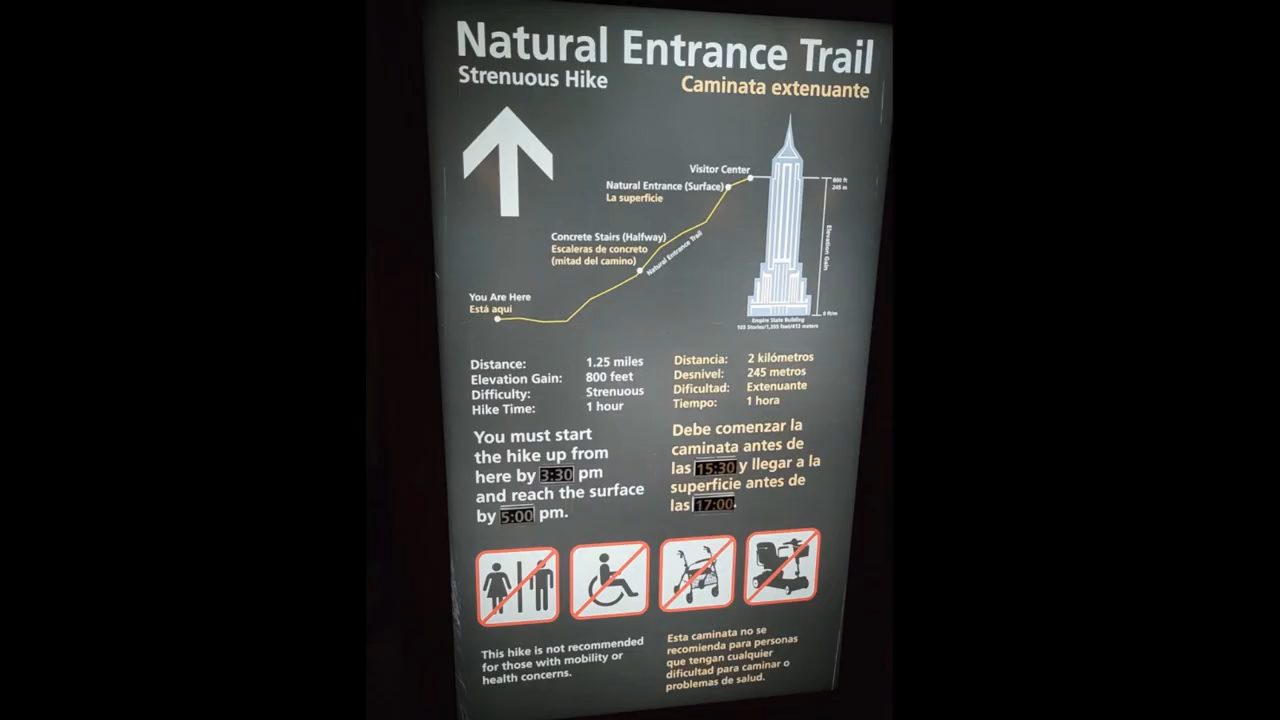 Natural Entrance Trail
Strenuous Hike
Caminata extenuante
Visitor Center
Natural Entrance (Surface)
La superficie
Concrete Stairs (Halfway)
Escaleras de concreto
(mitad del camino)
Natural Entrance Trail
You Are Here
Está aquí
800 ft
245 m
Elevation Gain
0 ft/m
Empire State Building
103 Stories/1,355 feet/413 meters
Distance: 1.25 miles
Elevation Gain: 800 feet
Difficulty: Strenuous
Hike Time: 1 hour
Distancia: 2 kilómetros
Desnivel: 245 metros
Dificultad: Extenuante
Tiempo: 1 hora
You must start
the hike up from
here by 3:30 pm
and reach the surface
by 5:00 pm.
Debe comenzar la
caminata antes de
las 15:30 y llegar a la
superficie antes de
las 17:00.
This hike is not recommended
for those with mobility or
health concerns.
Esta caminata no se
recomienda para personas
que tengan cualquier
dificultad para caminar o
problemas de salud.